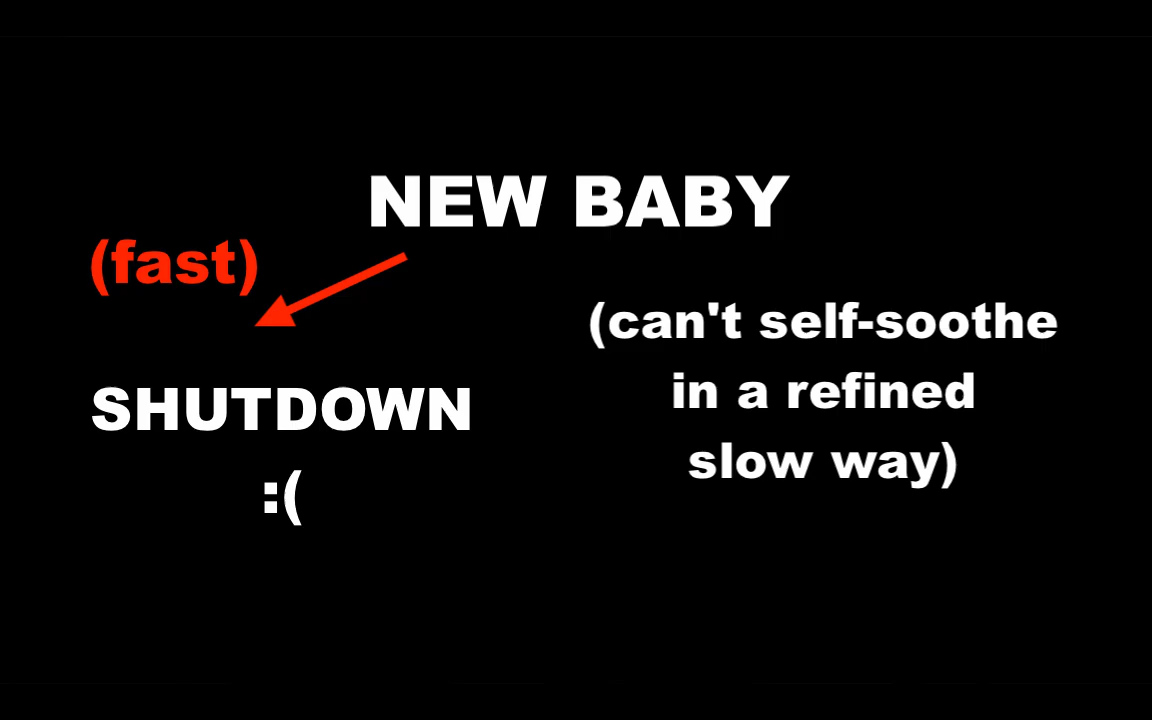 NEW BABY
(fast)
SHUTDOWN
:(
(can't self-soothe
in a refined
slow way)